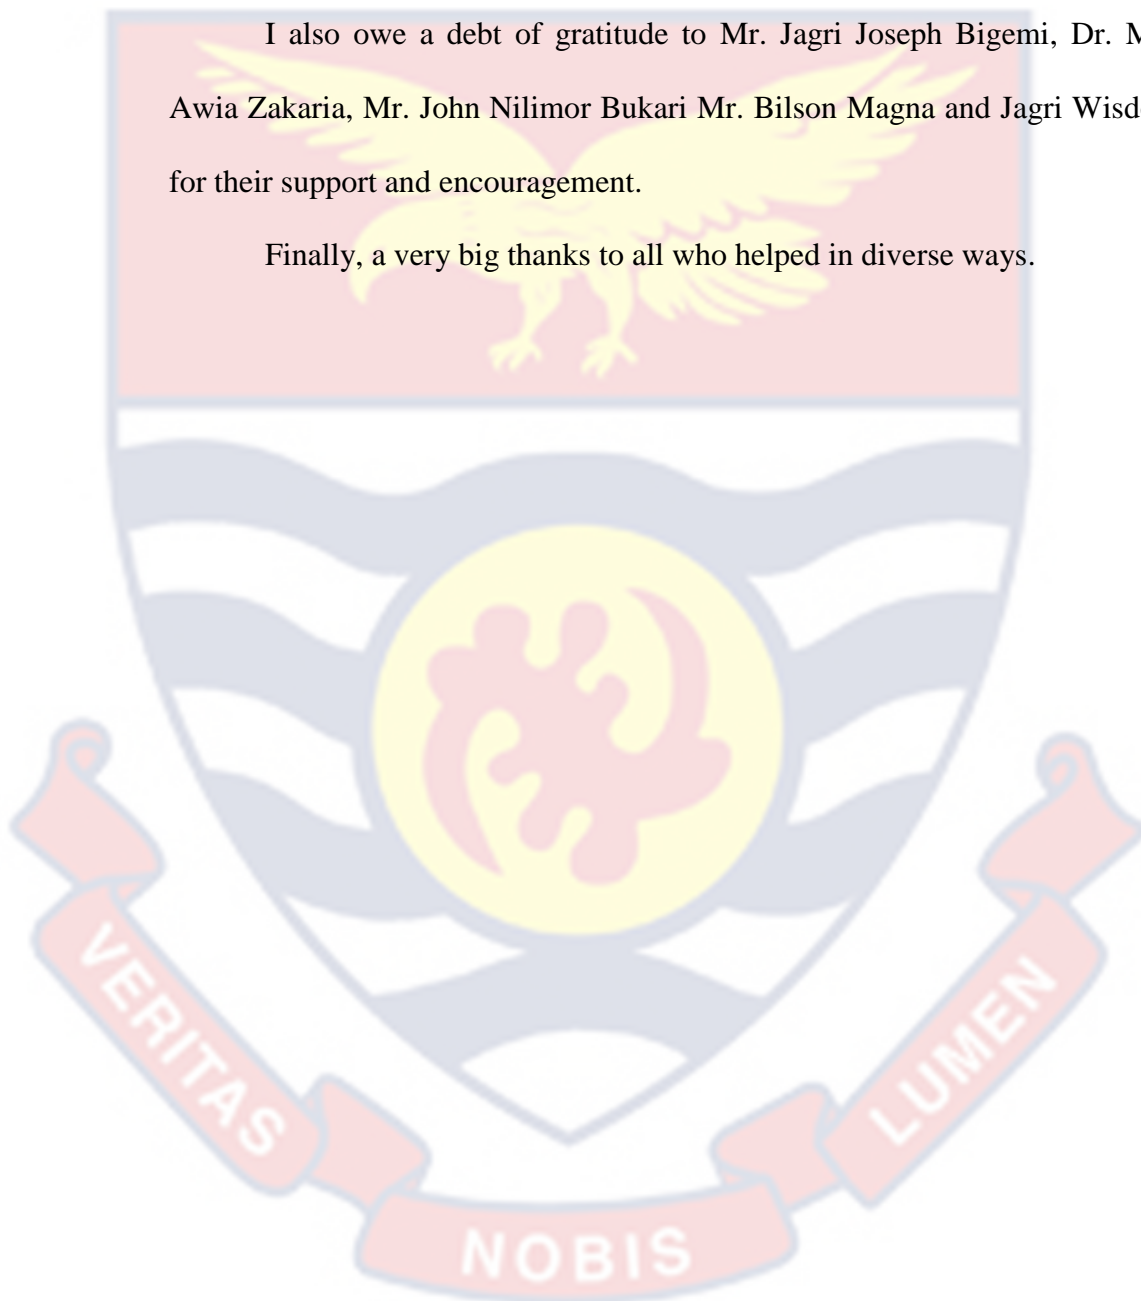 I also owe a debt of gratitude to Mr. Jagri Joseph Bigemi, Dr.
Awia Zakaria, Mr. John Nilimor Bukari Mr. Bilson Magna and Jagri
for their support and encouragement.
Finally, a very big thanks to all who helped in diverse ways.
VERITAS
NOBIS
LUMEN